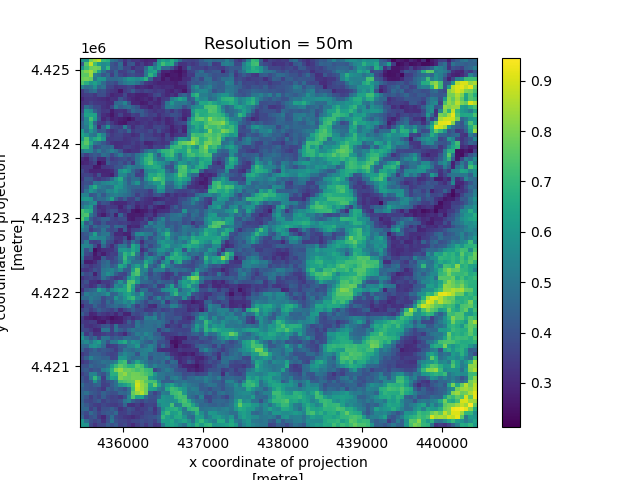 Resolution = 50m
1e6
4.425
4.424
4.423
4.422
4.421
y coordinate of projection
[metre]
436000 437000 438000 439000 440000
x coordinate of projection
[metre]
0.9
0.8
0.7
0.6
0.5
0.4
0.3